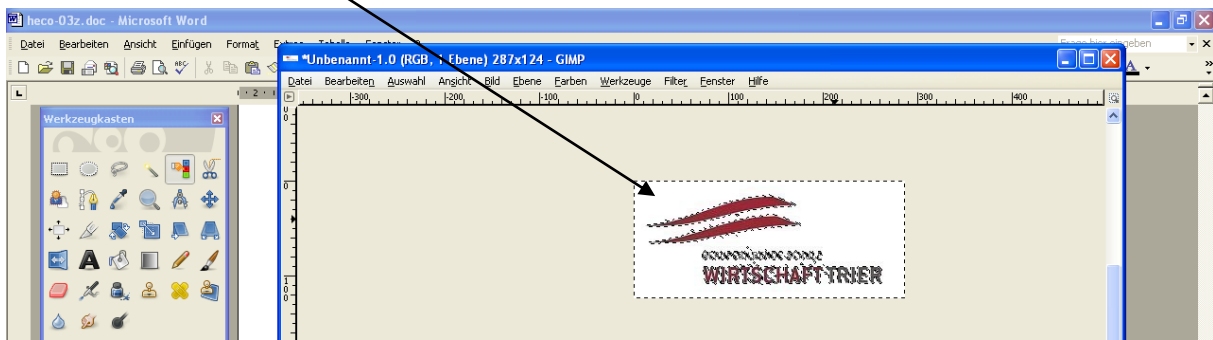 heco-03z.doc - Microsoft Word
Datei Bearbeiten Ansicht Einfügen Format
*Unbenannt-1.0 (RGB, 1 Ebene) 287x124 - GIMP
Datei Bearbeiten Auswahl Ansicht Bild Ebene Farben Werkzeuge Filter Fenster Hilfe
-300 -200 -100 0 100 200 300 400
Werkzeugkasten
WIRTSCHAFT TRIER